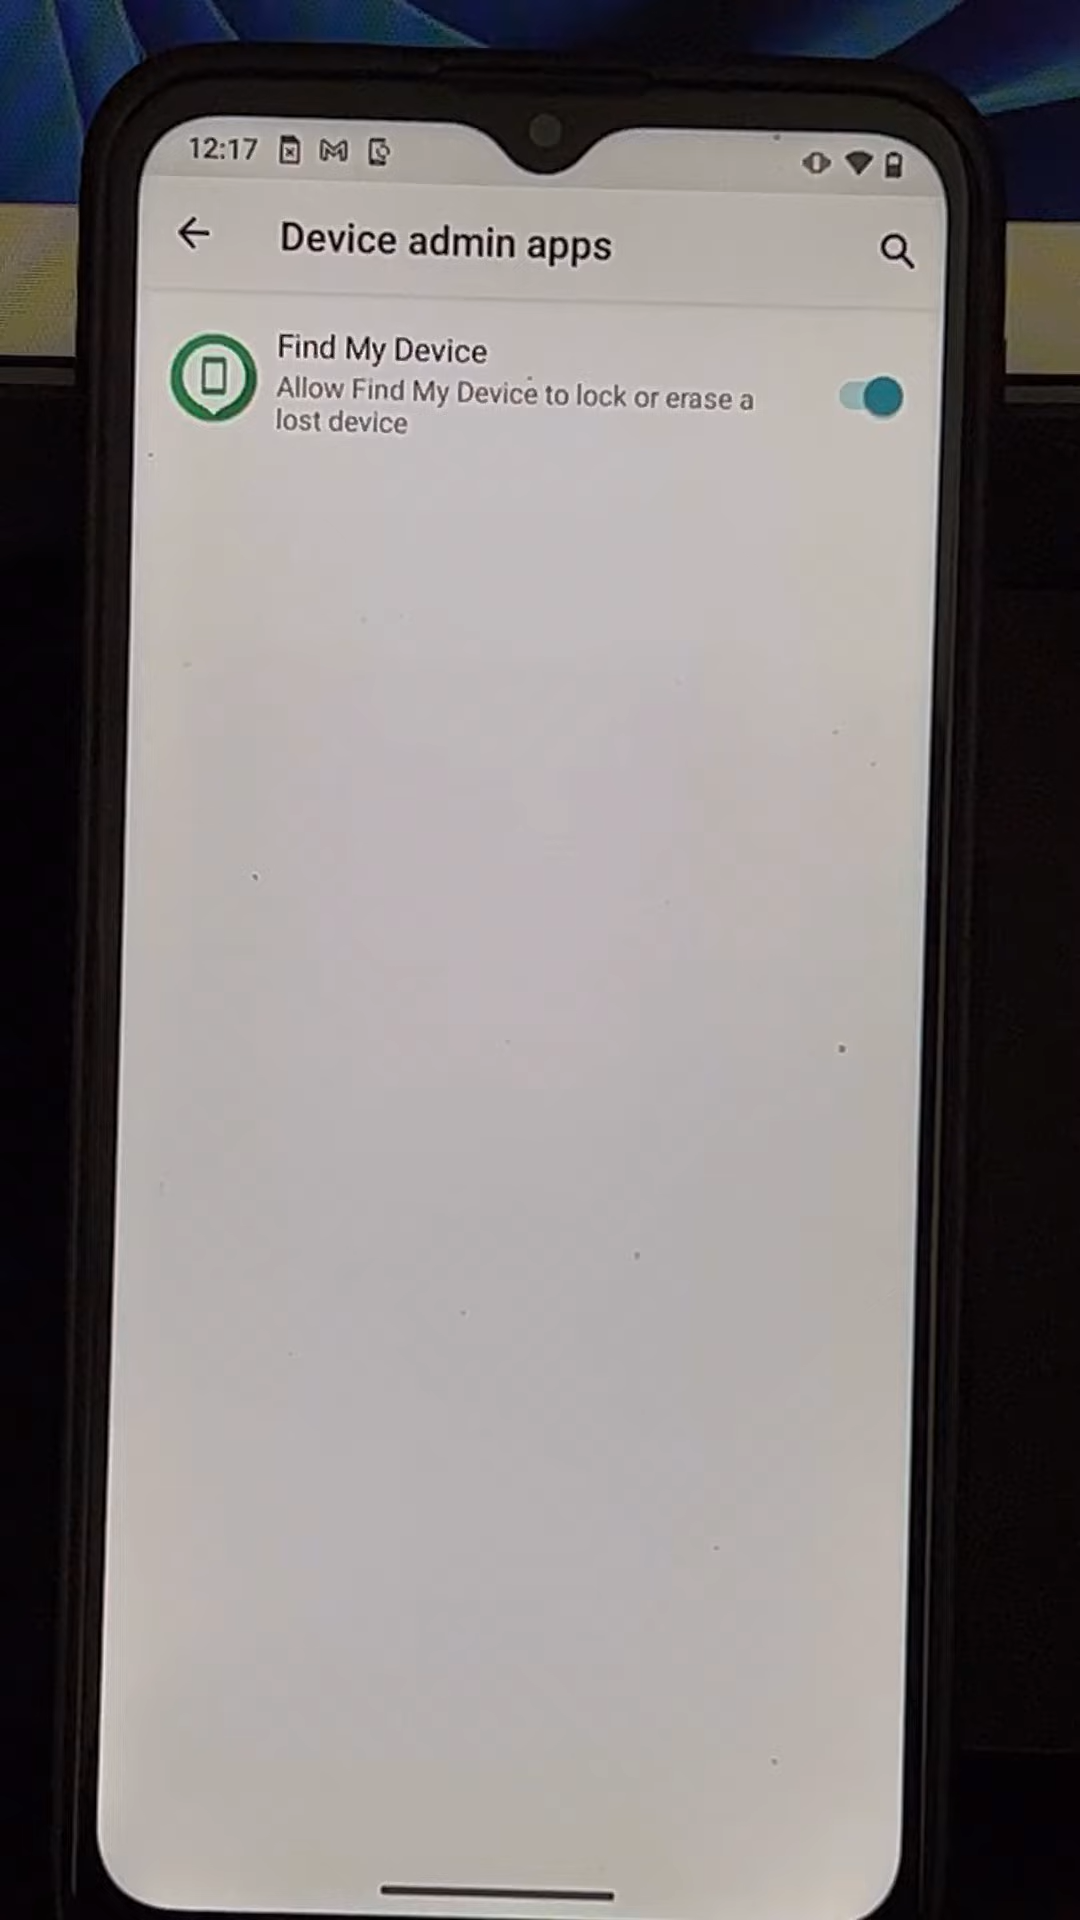 12:17
Device admin apps
Find My Device
Allow Find My Device to lock or erase a
lost device